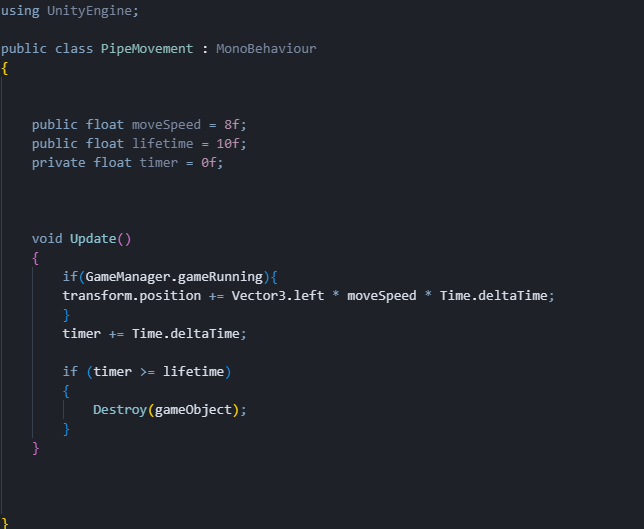 using UnityEngine;
public class PipeMovement : MonoBehaviour
{
public float moveSpeed = 8f;
public float lifetime = 10f;
private float timer = 0f;
void Update()
{
if(GameManager.gameRunning){
transform.position += Vector3.left * moveSpeed * Time.deltaTime;
}
timer += Time.deltaTime;
if (timer >= lifetime)
{
Destroy(gameObject);
}
}
}